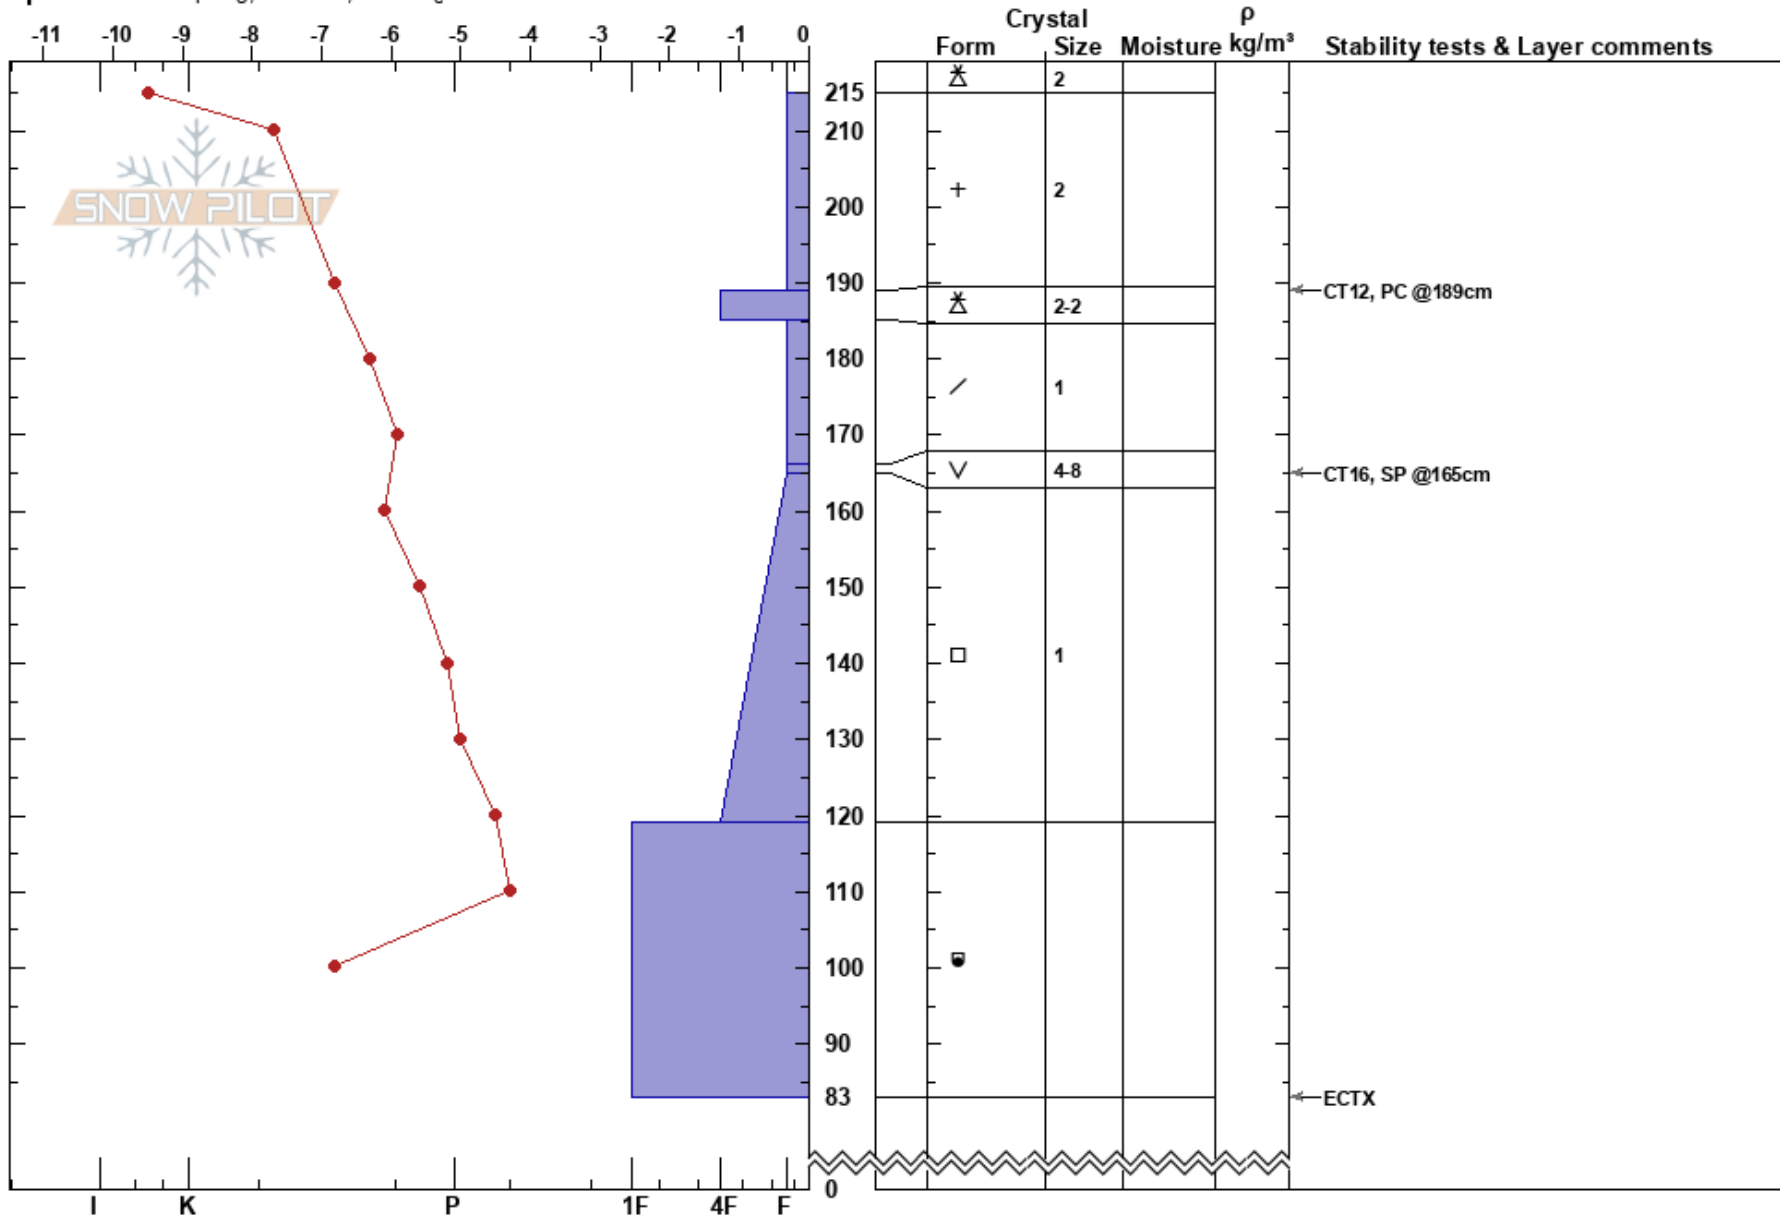 -11 -10 -9 -8 -7 -6 -5 -4 -3 -2 -1 0
Crystal
Form Size Moisture ρ kg/m³ Stability tests & Layer comments
215 2
210
SNOW PILOT
+ 2
200
190
CT12, PC @189cm
2-2
180
1
170
4-8
CT16, SP @165cm
160
150
140
1
130
120
110
100
90
83
ECTX
0
I K P 1F 4F F